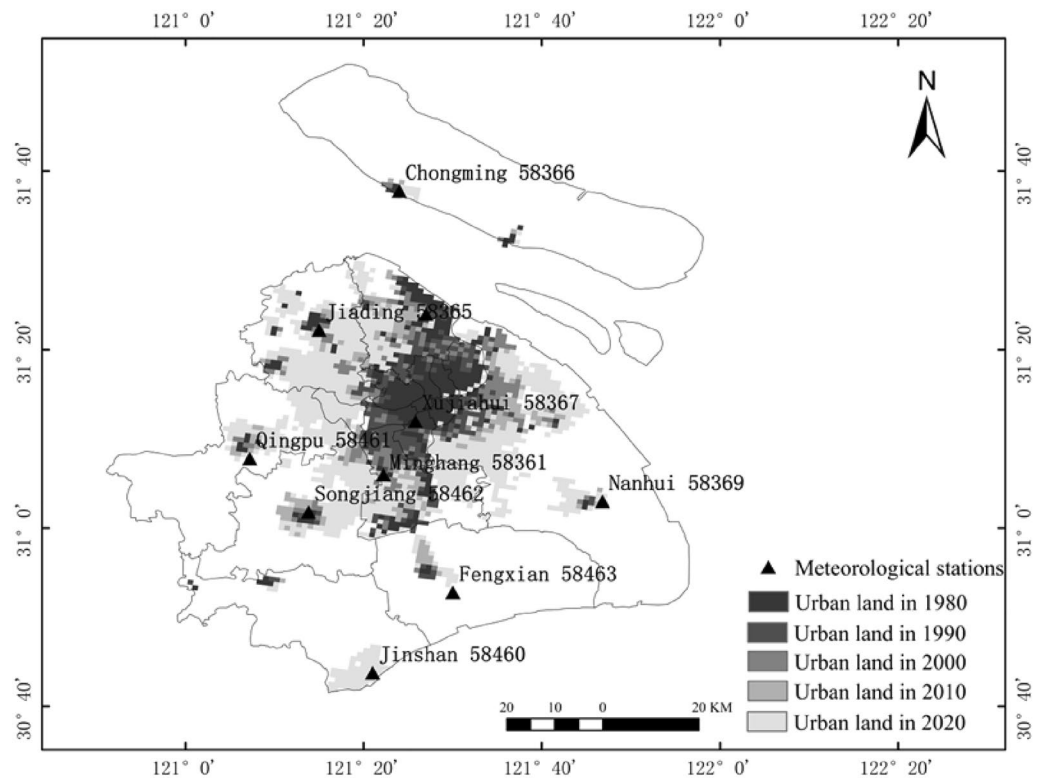 121° 0' 121° 20' 121° 40' 122° 0' 122° 20'
N
31° 40' 31° 40'
Chongming 58366
Jiading 58365
31° 20' 31° 20'
Xujiahui 58367
Qingpu 58461
Minghang 58361
Songjiang 58462
Nanhui 58369
31° 0' 31° 0'
Fengxian 58463
Meteorological stations
Urban land in 1980
Urban land in 1990
Jinshan 58460
Urban land in 2000
Urban land in 2010
Urban land in 2020
20 10 0 20 KM
30° 40' 30° 40'
121° 0' 121° 20' 121° 40' 122° 0' 122° 20'